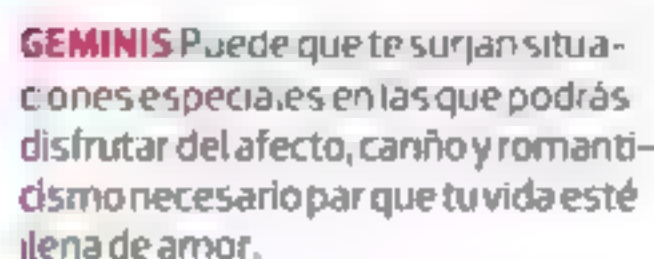 GEMINIS Puede que te surjan situa-
ciones especiales en las que podrás
disfrutar del afecto, cariño y romanti-
cismo necesario par que tu vida esté
llena de amor.